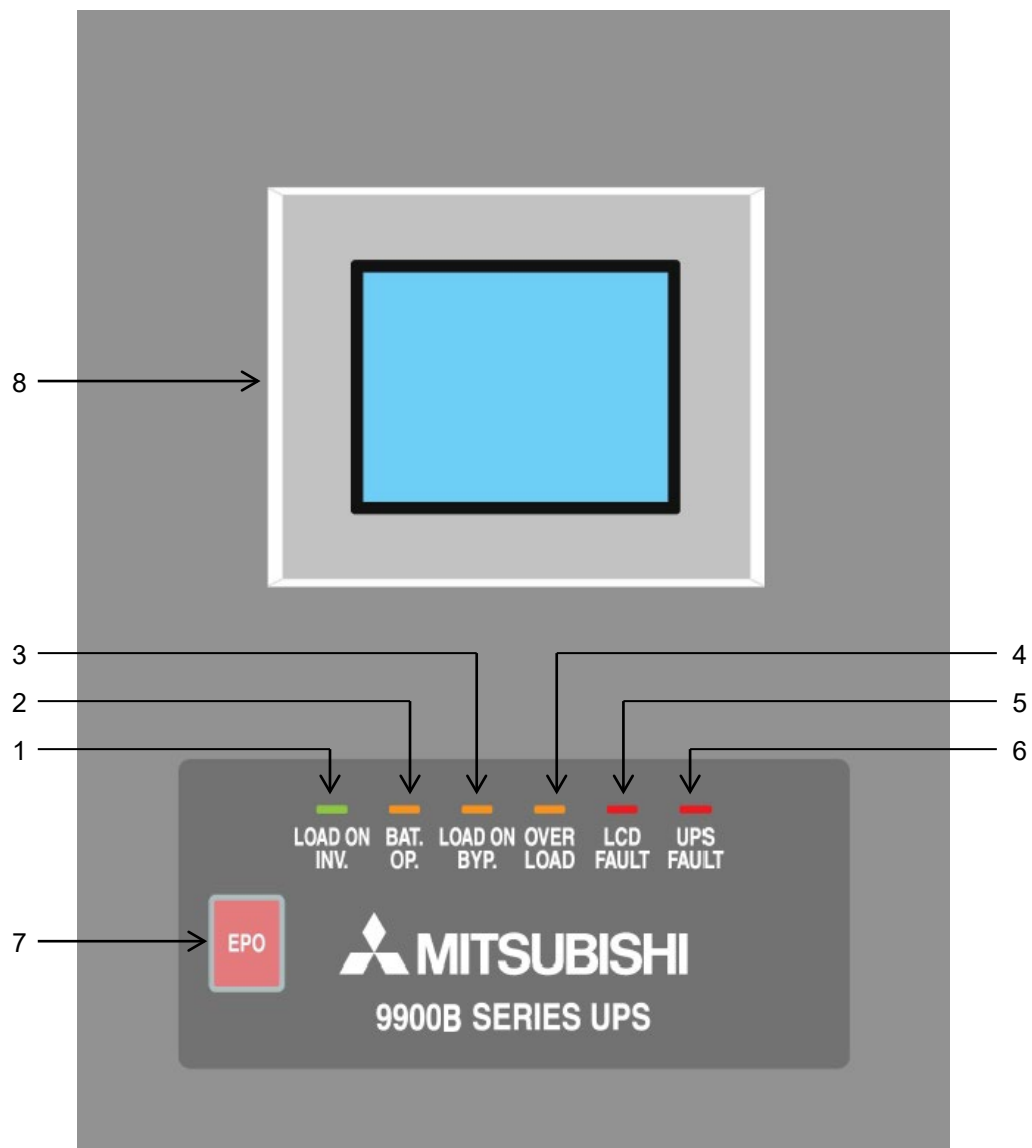 8
3
4
2
5
1
6
LOAD ON INV.
BAT. OP.
LOAD ON BYP.
OVER LOAD
LCD FAULT
UPS FAULT
7
EPO
MITSUBISHI
9900B SERIES UPS